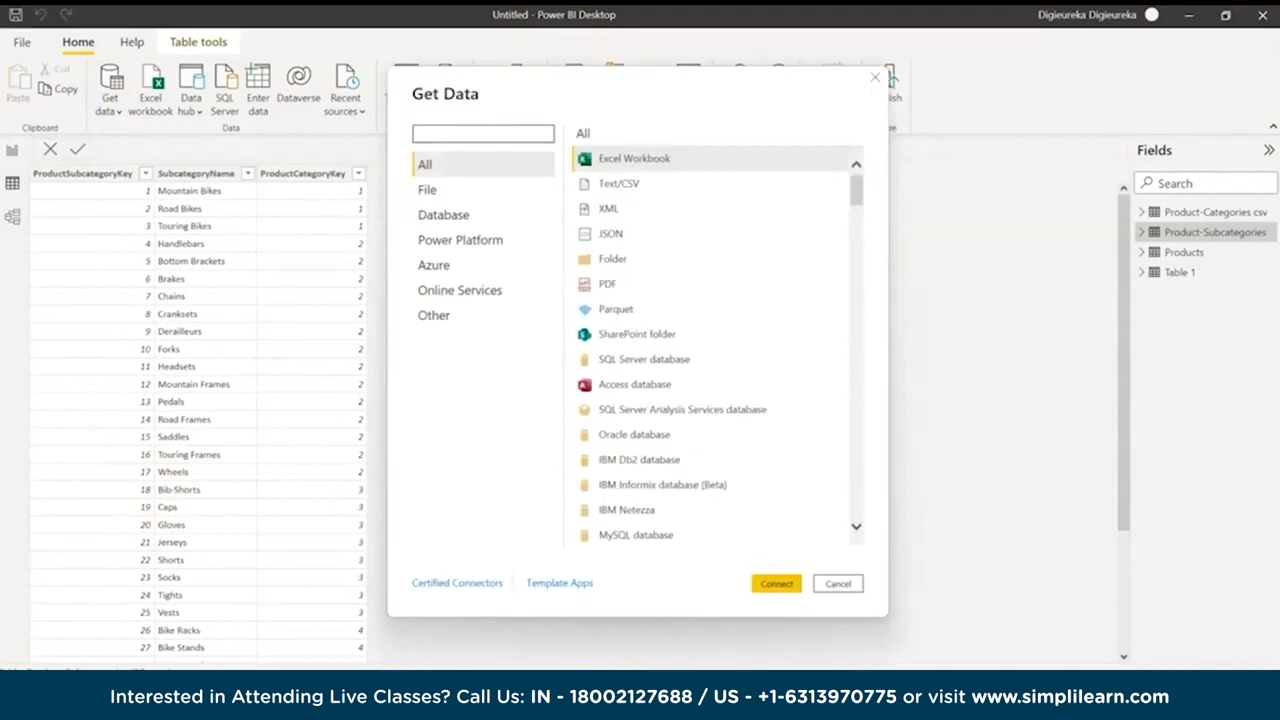 Untitled - Power BI Desktop
Digieureka Digieureka
File
Home
Help
Table tools
Paste
Cut
Copy
Get data
Excel workbook
Data hub
SQL Server
Enter data
Dataverse
Recent sources
Clipboard
Data
ProductSubcategoryKey SubcategoryName ProductCategoryKey
1 Mountain Bikes 1
2 Road Bikes 1
3 Touring Bikes 1
4 Handlebars 2
5 Bottom Brackets 2
6 Brakes 2
7 Chains 2
8 Cranksets 2
9 Derailleurs 2
10 Forks 2
11 Headsets 2
12 Mountain Frames 2
13 Pedals 2
14 Road Frames 2
15 Saddles 2
16 Touring Frames 2
17 Wheels 2
18 Bib-Shorts 3
19 Caps 3
20 Gloves 3
21 Jerseys 3
22 Shorts 3
23 Socks 3
24 Tights 3
25 Vests 3
26 Bike Racks 4
27 Bike Stands 4
Get Data
All
File
Database
Power Platform
Azure
Online Services
Other
All
Excel Workbook
Text/CSV
XML
JSON
Folder
PDF
Parquet
SharePoint folder
SQL Server database
Access database
SQL Server Analysis Services database
Oracle database
IBM Db2 database
IBM Informix database (Beta)
IBM Netezza
MySQL database
Certified Connectors
Template Apps
Connect
Cancel
Fields
Search
Product-Categories csv
Product-Subcategories
Products
Table 1
Interested in Attending Live Classes? Call Us: IN - 18002127688 / US - +1-6313970775 or visit www.simplilearn.com